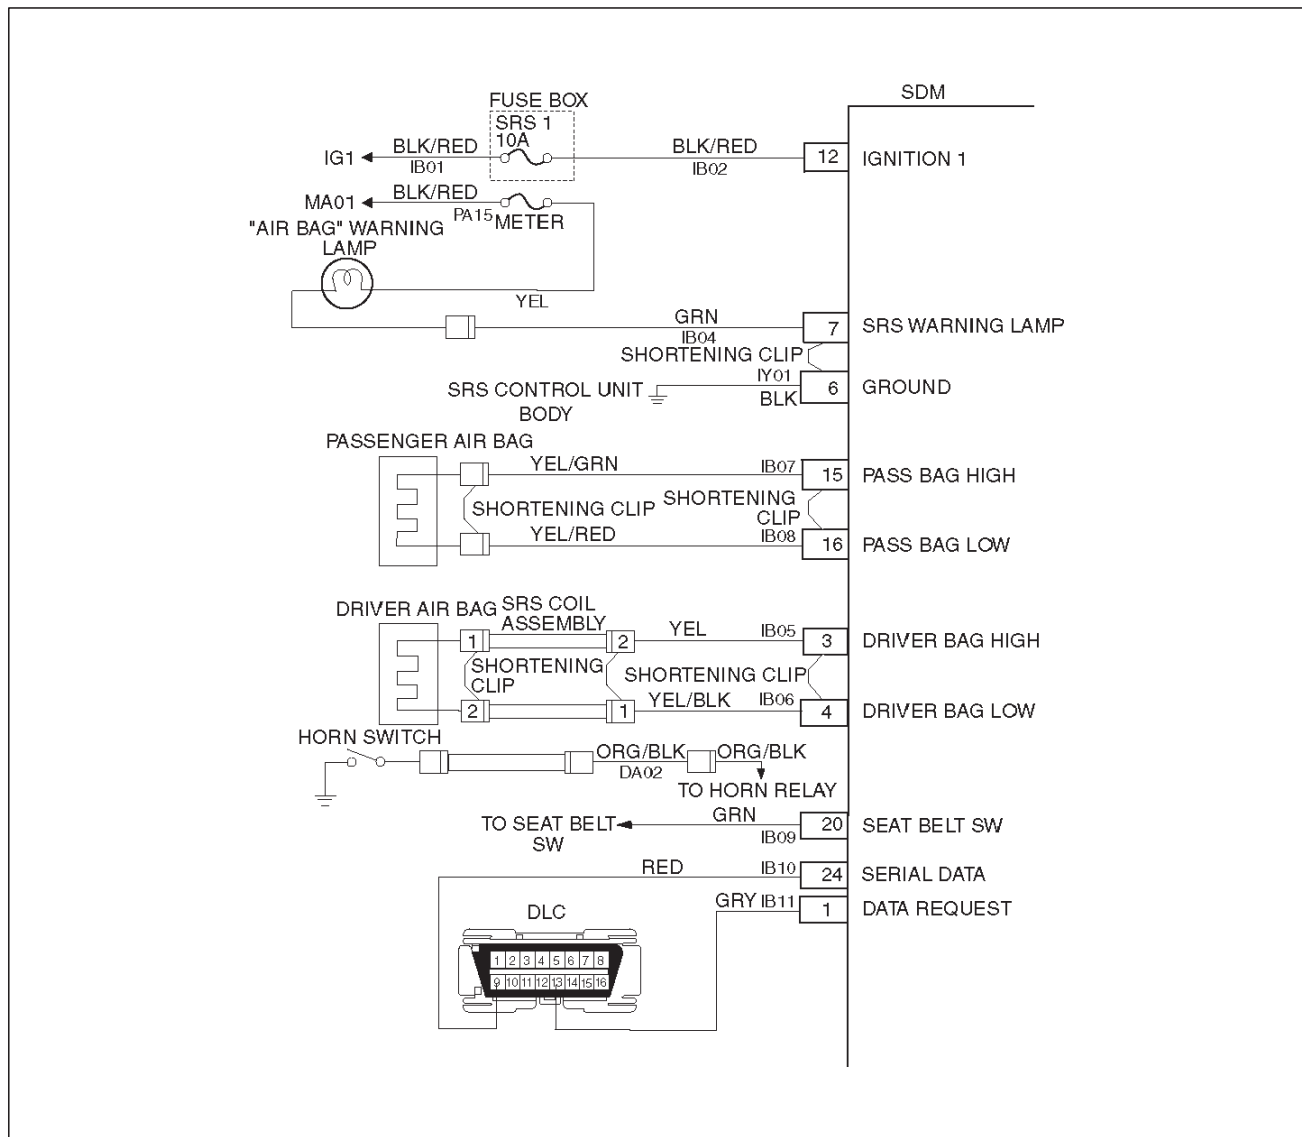 SDM
FUSE BOX
SRS 1
10A
IG1
BLK/RED
IB01
BLK/RED
IB02
12
IGNITION 1
MA01
BLK/RED
PA15
METER
"AIR BAG" WARNING
LAMP
YEL
GRN
IB04
7
SRS WARNING LAMP
SHORTENING CLIP
IY01
SRS CONTROL UNIT
BODY
BLK
6
GROUND
PASSENGER AIR BAG
YEL/GRN
IB07
15
PASS BAG HIGH
SHORTENING CLIP
SHORTENING
CLIP
YEL/RED
IB08
16
PASS BAG LOW
DRIVER AIR BAG
SRS COIL
ASSEMBLY
1
2
YEL
IB05
3
DRIVER BAG HIGH
SHORTENING
CLIP
SHORTENING CLIP
2
1
YEL/BLK
IB06
4
DRIVER BAG LOW
HORN SWITCH
ORG/BLK
DA02
ORG/BLK
TO HORN RELAY
TO SEAT BELT
SW
GRN
IB09
20
SEAT BELT SW
RED
IB10
24
SERIAL DATA
GRY IB11
1
DATA REQUEST
DLC
1 2 3 4 5 6 7 8
9 10 11 12 13 14 15 16